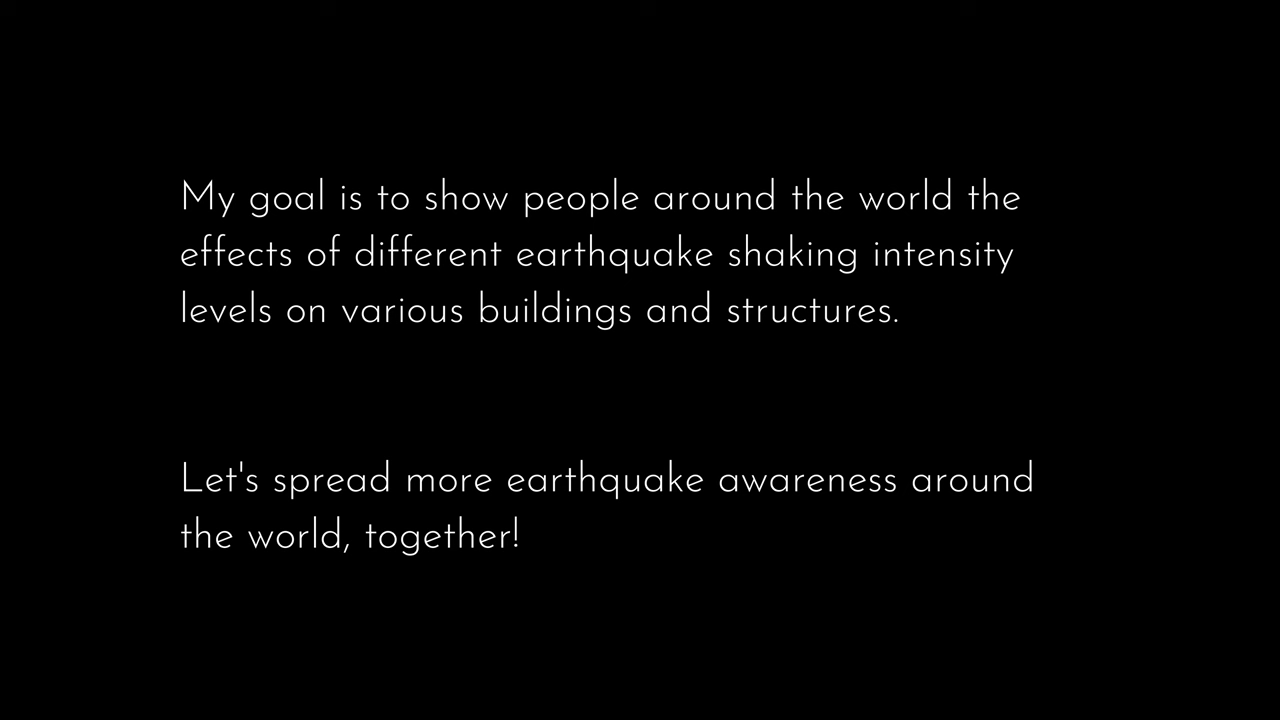 My goal is to show people around the world the
effects of different earthquake shaking intensity
levels on various buildings and structures.
Let's spread more earthquake awareness around
the world, together!